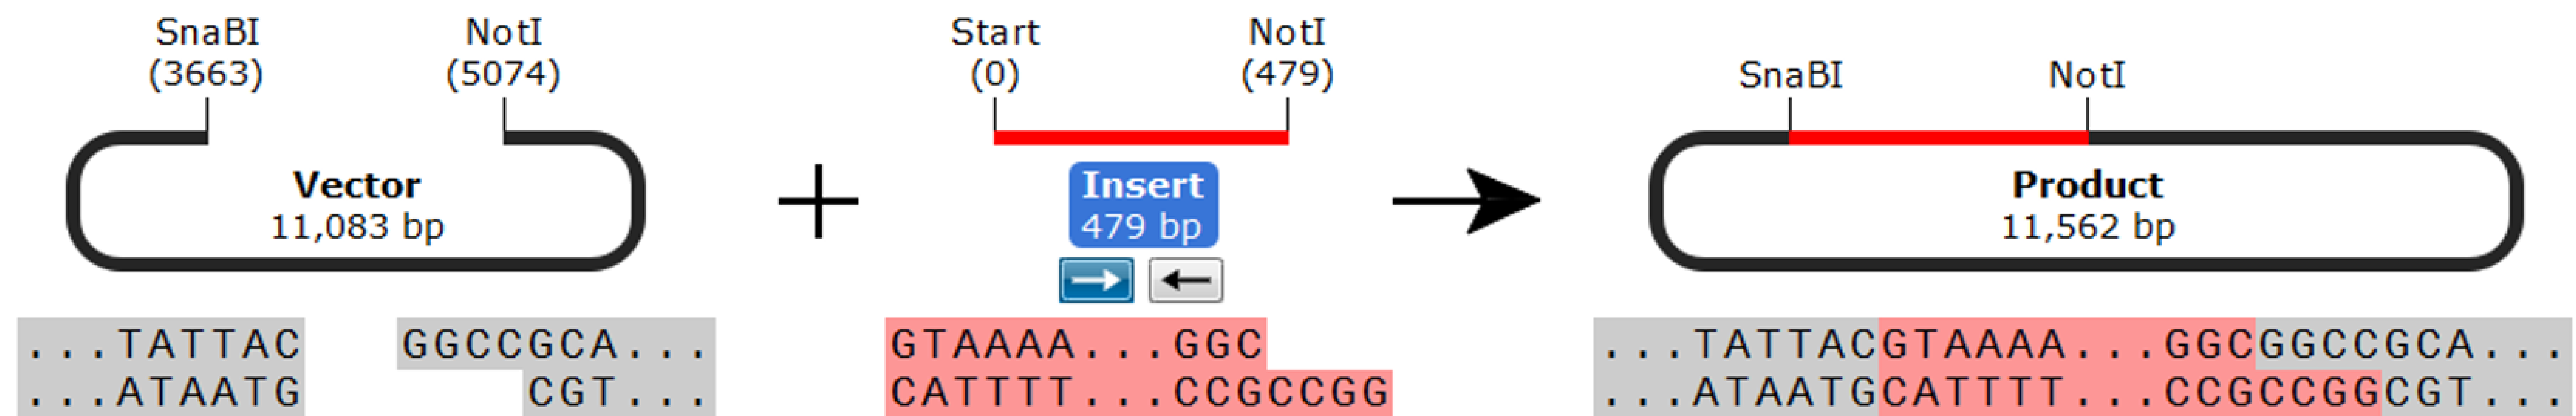 SnaBI
(3663)
NotI
(5074)
Vector
11,083 bp
...TATTAC
...ATAATG
GGCCGCA...
CGT...
Start
(0)
NotI
(479)
Insert
479 bp
GTAAAA...GGC
CATTTT...CCGCCGG
SnaBI
NotI
Product
11,562 bp
...TATTACGTAAAA...GGCGGCCGCA...
...ATAATGCATTTT...CCGCCGGCGT...